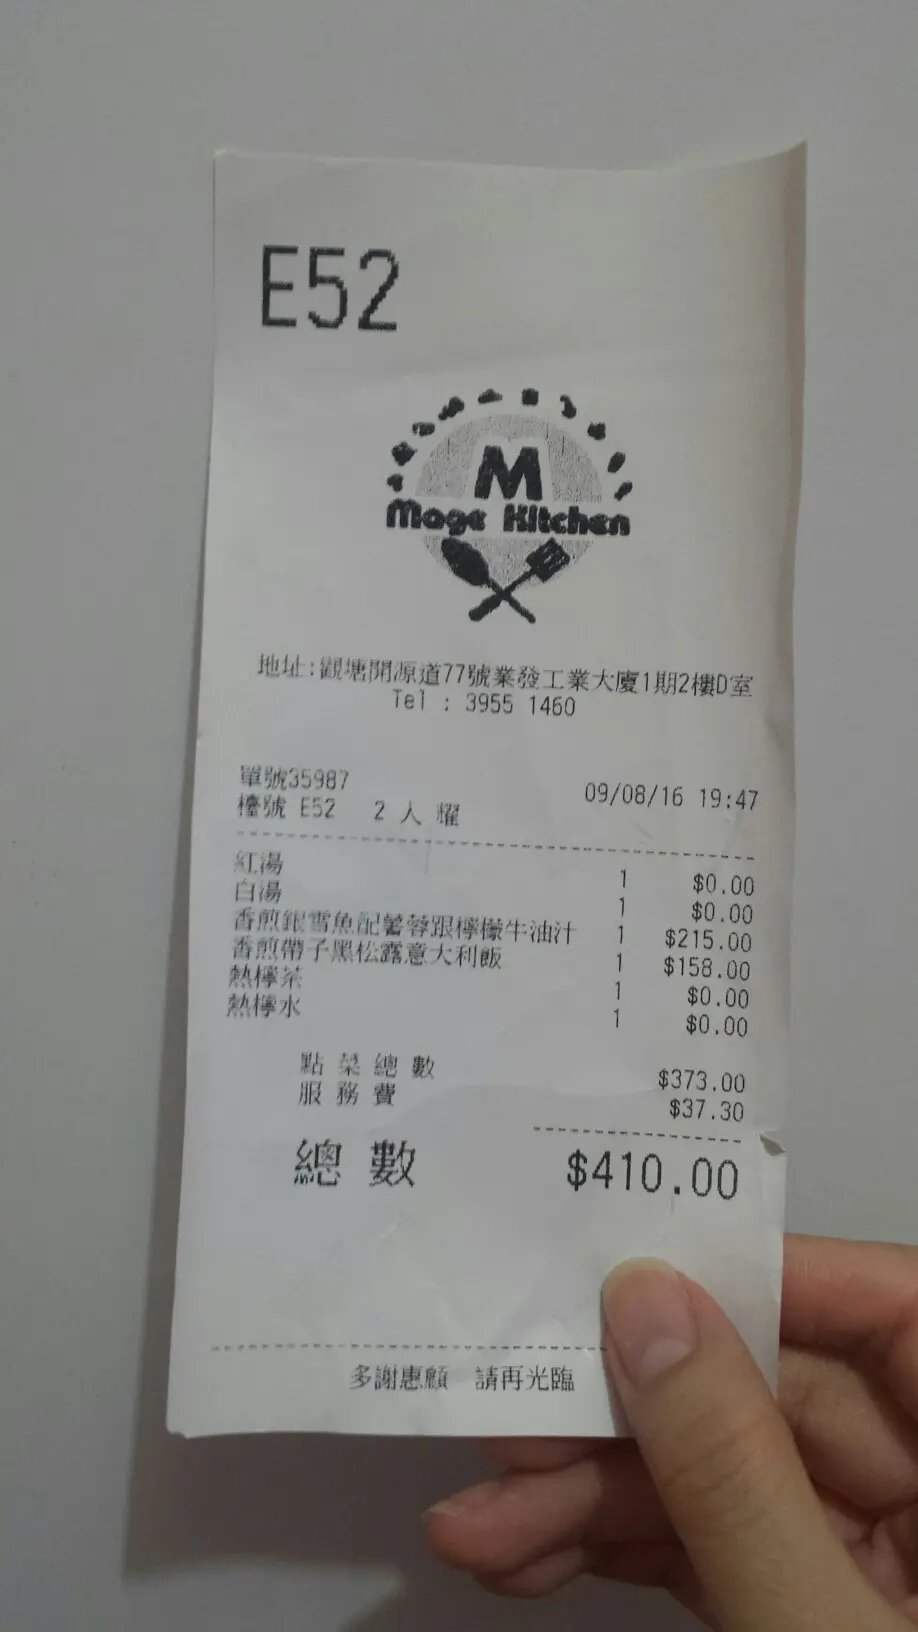 E52
M
Mage Kitchen
地址:觀塘開源道77號業發工業大廈1期2樓D室
Tel : 3955 1460
單號35987 09/08/16 19:47
檯號 E52 2 人 耀
紅湯 1 $0.00
白湯 1 $0.00
香煎銀雪魚配薯蓉跟檸檬牛油汁 1 $215.00
香煎帶子黑松露意大利飯 1 $158.00
熱檸茶 1 $0.00
熱檸水 1 $0.00
點 菜 總 數 $373.00
服 務 費 $37.30
總 數 $410.00
多謝惠顧 請再光臨